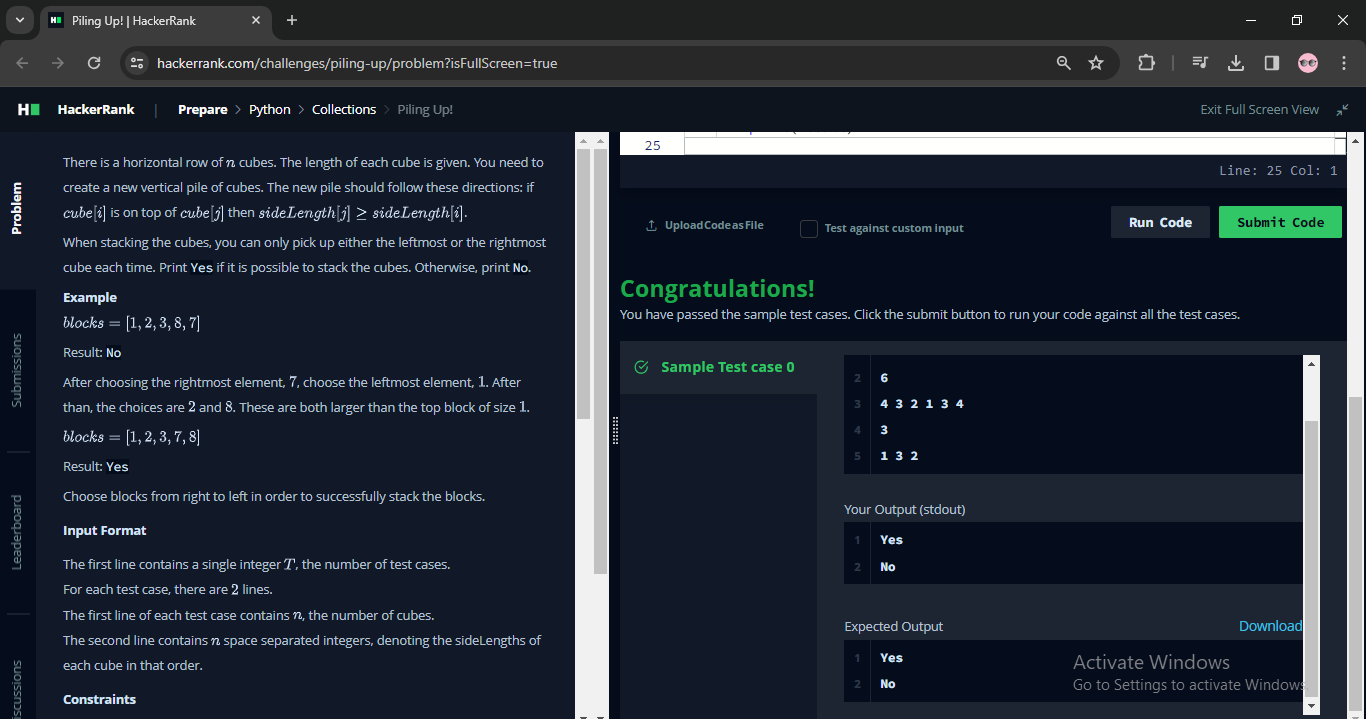 Piling Up! | HackerRank
hackerrank.com/challenges/piling-up/problem?isFullScreen=true
HackerRank | Prepare > Python > Collections > Piling Up!
Exit Full Screen View
Problem
Submissions
Leaderboard
scussions
There is a horizontal row of n cubes. The length of each cube is given. You need to
create a new vertical pile of cubes. The new pile should follow these directions: if
cube[i] is on top of cube[j] then sideLength[j] ≥ sideLength[i].
When stacking the cubes, you can only pick up either the leftmost or the rightmost
cube each time. Print Yes if it is possible to stack the cubes. Otherwise, print No.
Example
blocks = [1, 2, 3, 8, 7]
Result: No
After choosing the rightmost element, 7, choose the leftmost element, 1. After
than, the choices are 2 and 8. These are both larger than the top block of size 1.
blocks = [1, 2, 3, 7, 8]
Result: Yes
Choose blocks from right to left in order to successfully stack the blocks.
Input Format
The first line contains a single integer T, the number of test cases.
For each test case, there are 2 lines.
The first line of each test case contains n, the number of cubes.
The second line contains n space separated integers, denoting the sideLengths of
each cube in that order.
Constraints
25
Line: 25 Col: 1
Upload Code as File
Test against custom input
Run Code
Submit Code
Congratulations!
You have passed the sample test cases. Click the submit button to run your code against all the test cases.
Sample Test case 0
2 6
3 4 3 2 1 3 4
4 3
5 1 3 2
Your Output (stdout)
1 Yes
2 No
Expected Output
Download
1 Yes
2 No
Activate Windows
Go to Settings to activate Windows